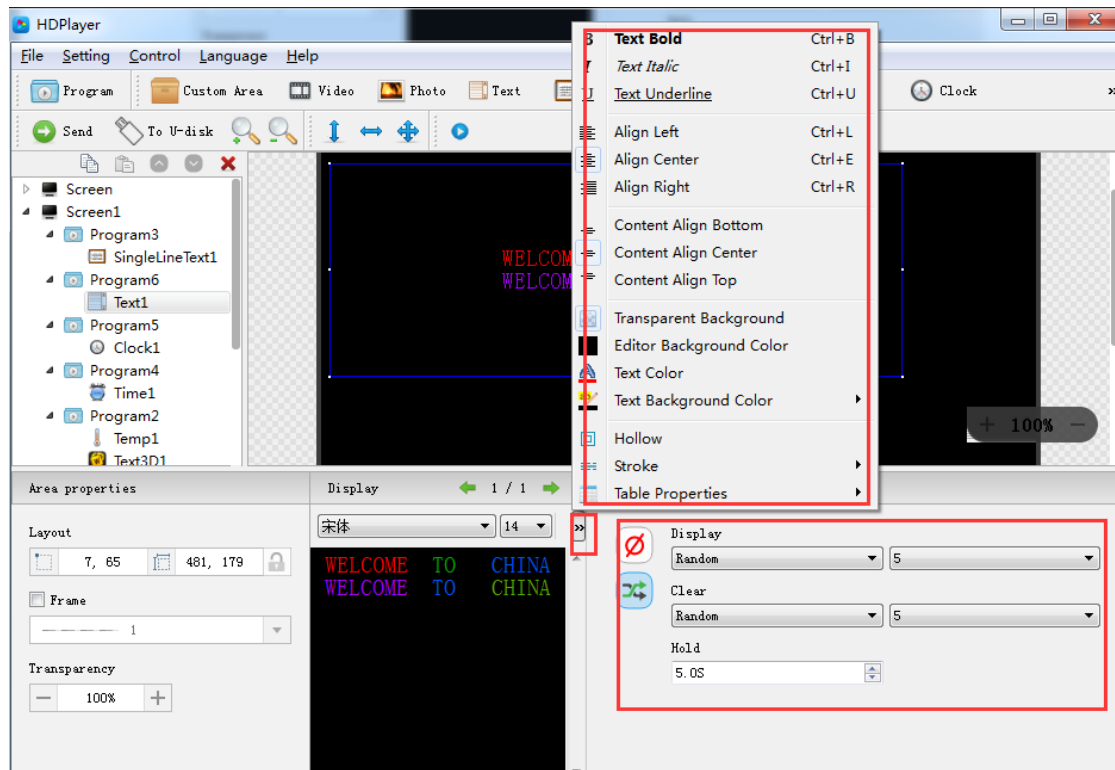 HDPlayer
File Setting Control Language Help
Program Custom Area Video Photo Text Clock »
Send To U-disk
Screen
Screen1
Program3
SingleLineText1
Program6
Text1
Program5
Clock1
Program4
Time1
Program2
Temp1
Text3D1
WELCOM
WELCOM
B Text Bold Ctrl+B
I Text Italic Ctrl+I
U Text Underline Ctrl+U
Align Left Ctrl+L
Align Center Ctrl+E
Align Right Ctrl+R
Content Align Bottom
Content Align Center
Content Align Top
Transparent Background
Editor Background Color
Text Color
Text Background Color
Hollow
Stroke
Table Properties
+ 100% −
Area properties
Layout
7, 65 481, 179
Frame
1
Transparency
− 100% +
Display 1 / 1
宋体 14 »
WELCOME TO CHINA
WELCOME TO CHINA
Display
Random 5
Clear
Random 5
Hold
5.0S